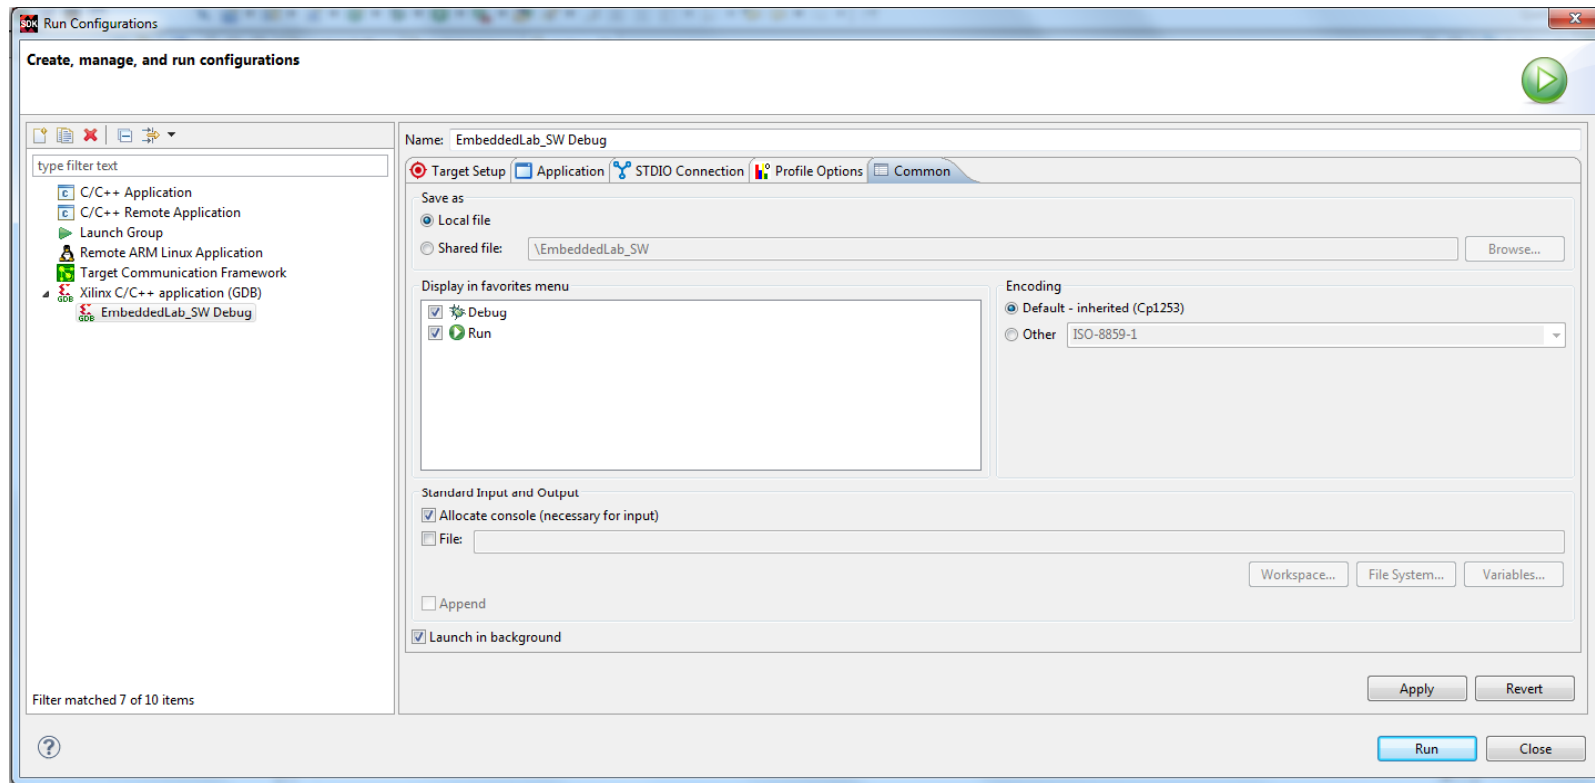 SDK Run Configurations
Create, manage, and run configurations
type filter text
c C/C++ Application
c C/C++ Remote Application
Launch Group
Remote ARM Linux Application
Target Communication Framework
GDB Xilinx C/C++ application (GDB)
GDB EmbeddedLab_SW Debug
Filter matched 7 of 10 items
Name: EmbeddedLab_SW Debug
Target Setup Application STDIO Connection Profile Options Common
Save as
Local file
Shared file: \EmbeddedLab_SW Browse...
Display in favorites menu
Debug
Run
Encoding
Default - inherited (Cp1253)
Other ISO-8859-1
Standard Input and Output
Allocate console (necessary for input)
File:
Workspace... File System... Variables...
Append
Launch in background
Apply Revert
? Run Close